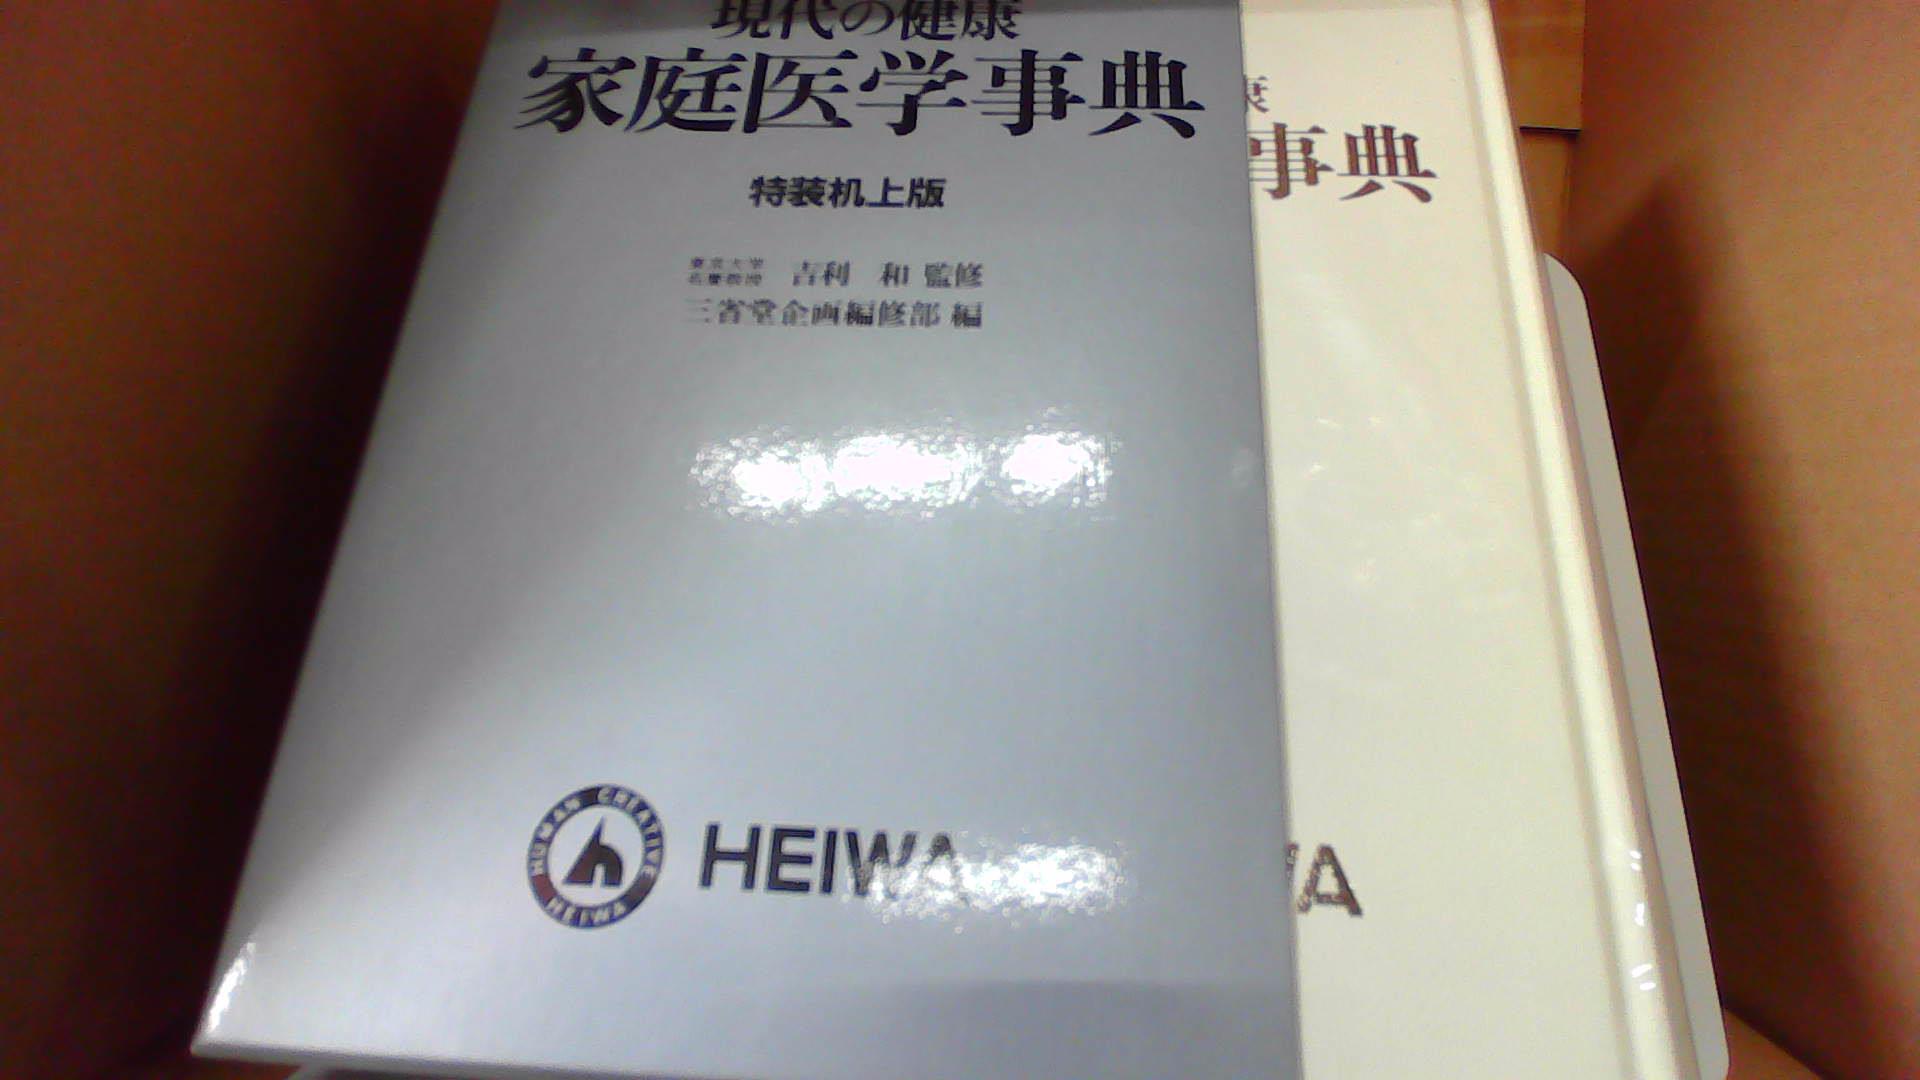 現代の健康
家庭医学事典
特装机上版
東京大学
名誉教授
吉利 和 監修
三省堂企画編修部 編
HUMAN CREATIVE
HEIWA
HEIWA
康
事典
WA